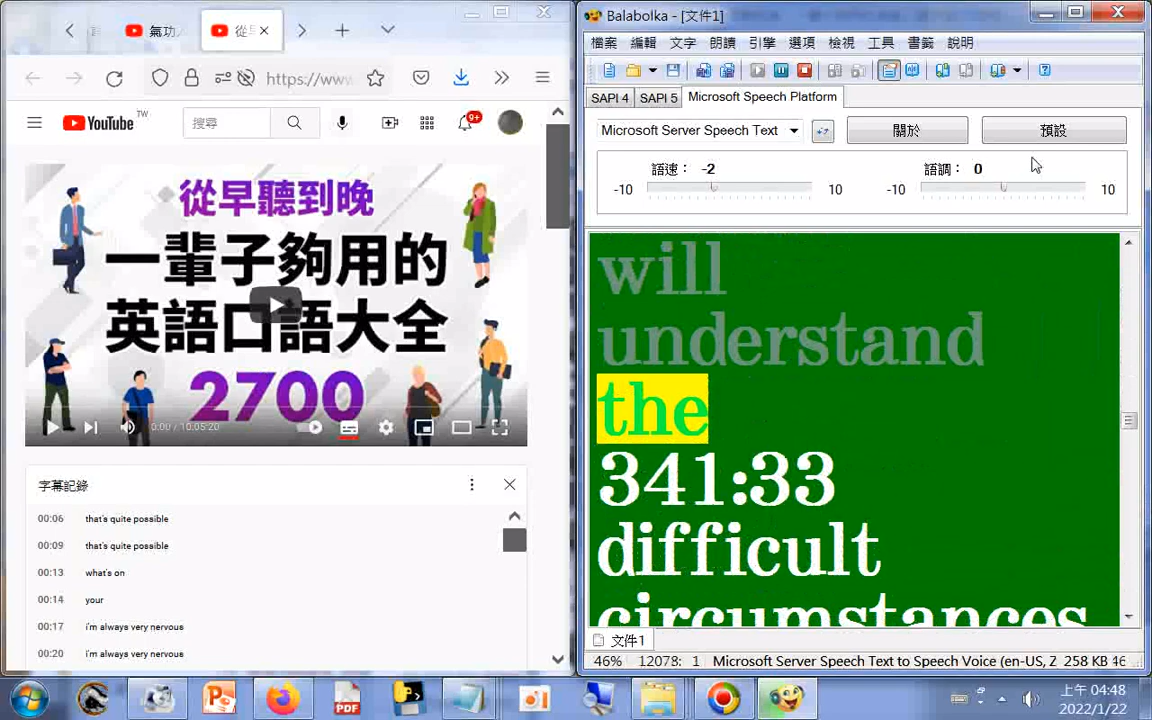 氣功
從
https://www
YouTube TW
搜尋
9+
從早聽到晚
一輩子夠用的
英語口語大全
2700
0:00 / 10:05:20
字幕記錄
00:06 that's quite possible
00:09 that's quite possible
00:13 what's on
00:14 your
00:17 i'm always very nervous
00:20 i'm always very nervous
Balabolka - [文件1]
檔案 編輯 文字 朗讀 引擎 選項 檢視 工具 書籤 說明
SAPI 4 SAPI 5 Microsoft Speech Platform
Microsoft Server Speech Text 關於 預設
語速： -2 語調： 0
-10 10 -10 10
will
understand
the
341:33
difficult
circumstances
文件1
46% 12078: 1 Microsoft Server Speech Text to Speech Voice (en-US, Z 258 KB 46
上午 04:48
2022/1/22